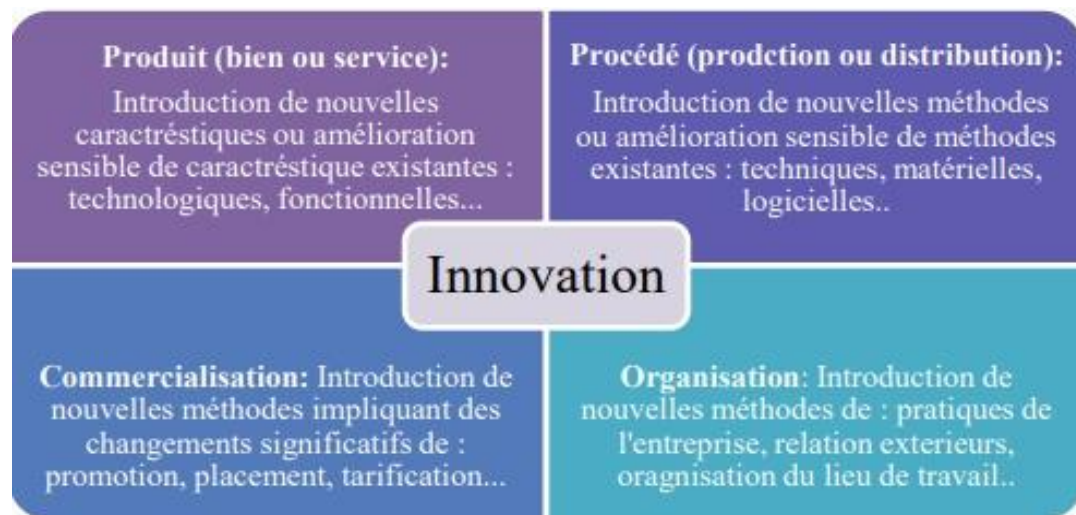 Produit (bien ou service):
Introduction de nouvelles
caractréstiques ou amélioration
sensible de caractréstique existantes :
technologiques, fonctionnelles...
Procédé (prodction ou distribution):
Introduction de nouvelles méthodes
ou amélioration sensible de méthodes
existantes : techniques, matérielles,
logicielles..
Innovation
Commercialisation: Introduction de
nouvelles méthodes impliquant des
changements significatifs de :
promotion, placement, tarification...
Organisation: Introduction de
nouvelles méthodes de : pratiques de
l'entreprise, relation exterieurs,
oragnisation du lieu de travail..